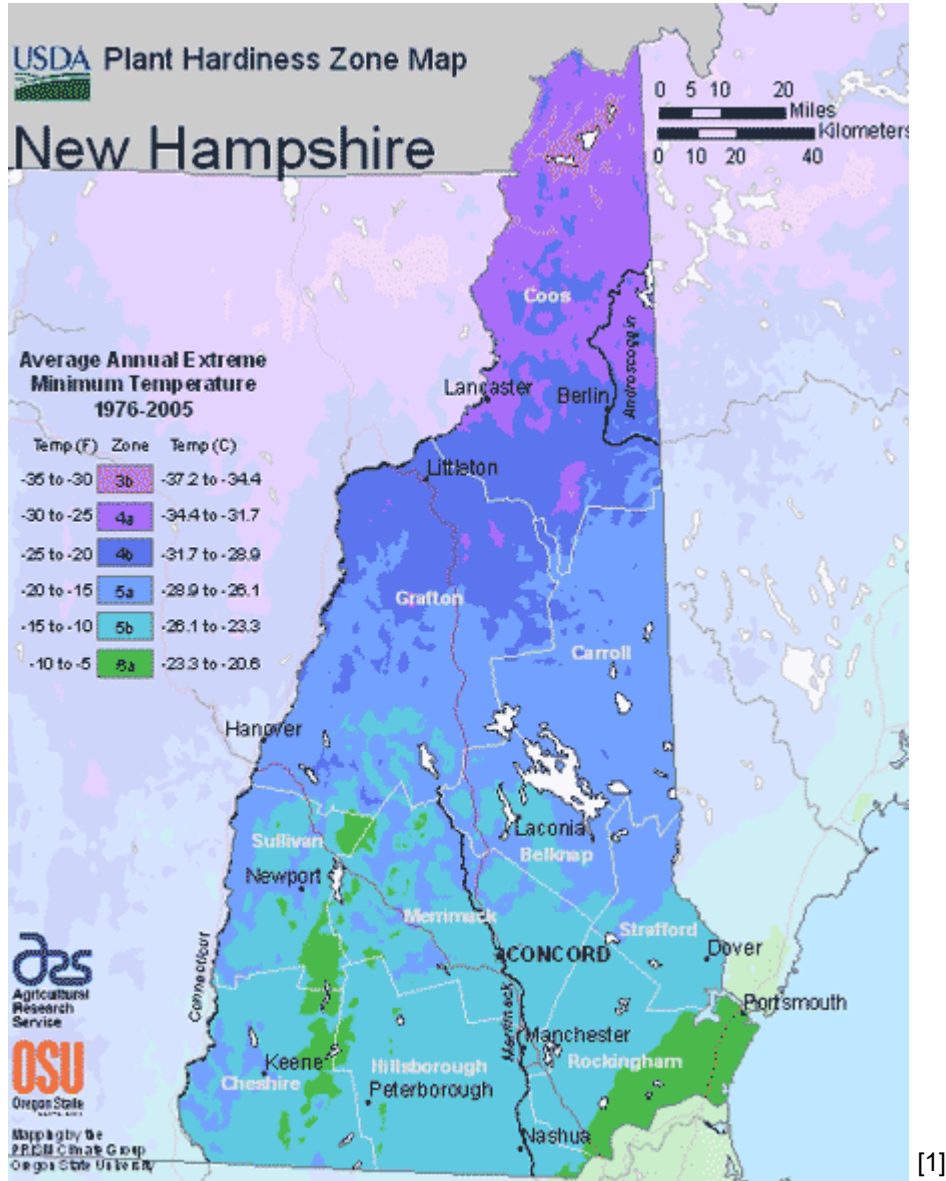 USDA Plant Hardiness Zone Map
New Hampshire
0 5 10 20
Miles
Kilometers
0 10 20 40
Coos
Androscoggin
Lancaster
Berlin
Average Annual Extreme
Minimum Temperature
1976-2005
Temp (F) Zone Temp (C)
-35 to -30 3b -37.2 to -34.4
-30 to -25 4a -34.4 to -31.7
-25 to -20 4b -31.7 to -28.9
-20 to -15 5a -28.9 to -26.1
-15 to -10 5b -26.1 to -23.3
-10 to -5 6a -23.3 to -20.6
Littleton
Grafton
Carroll
Hanover
Sullivan
Laconia
Belknap
Newport
Merrimack
Strafford
CONCORD
Dover
Connecticut
Merrimack
Portsmouth
Manchester
Rockingham
Keene
Cheshire
Hillsborough
Peterborough
Nashua
ars
Agricultural
Research
Service
OSU
Oregon State
Mapping by the
PRISM Climate Group
Oregon State University
[1]